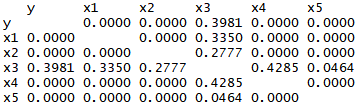 y x1 x2 x3 x4 x5
y 0.0000 0.0000 0.3981 0.0000 0.0000
x1 0.0000 0.0000 0.3350 0.0000 0.0000
x2 0.0000 0.0000 0.2777 0.0000 0.0000
x3 0.3981 0.3350 0.2777 0.4285 0.0464
x4 0.0000 0.0000 0.0000 0.4285 0.0000
x5 0.0000 0.0000 0.0000 0.0464 0.0000